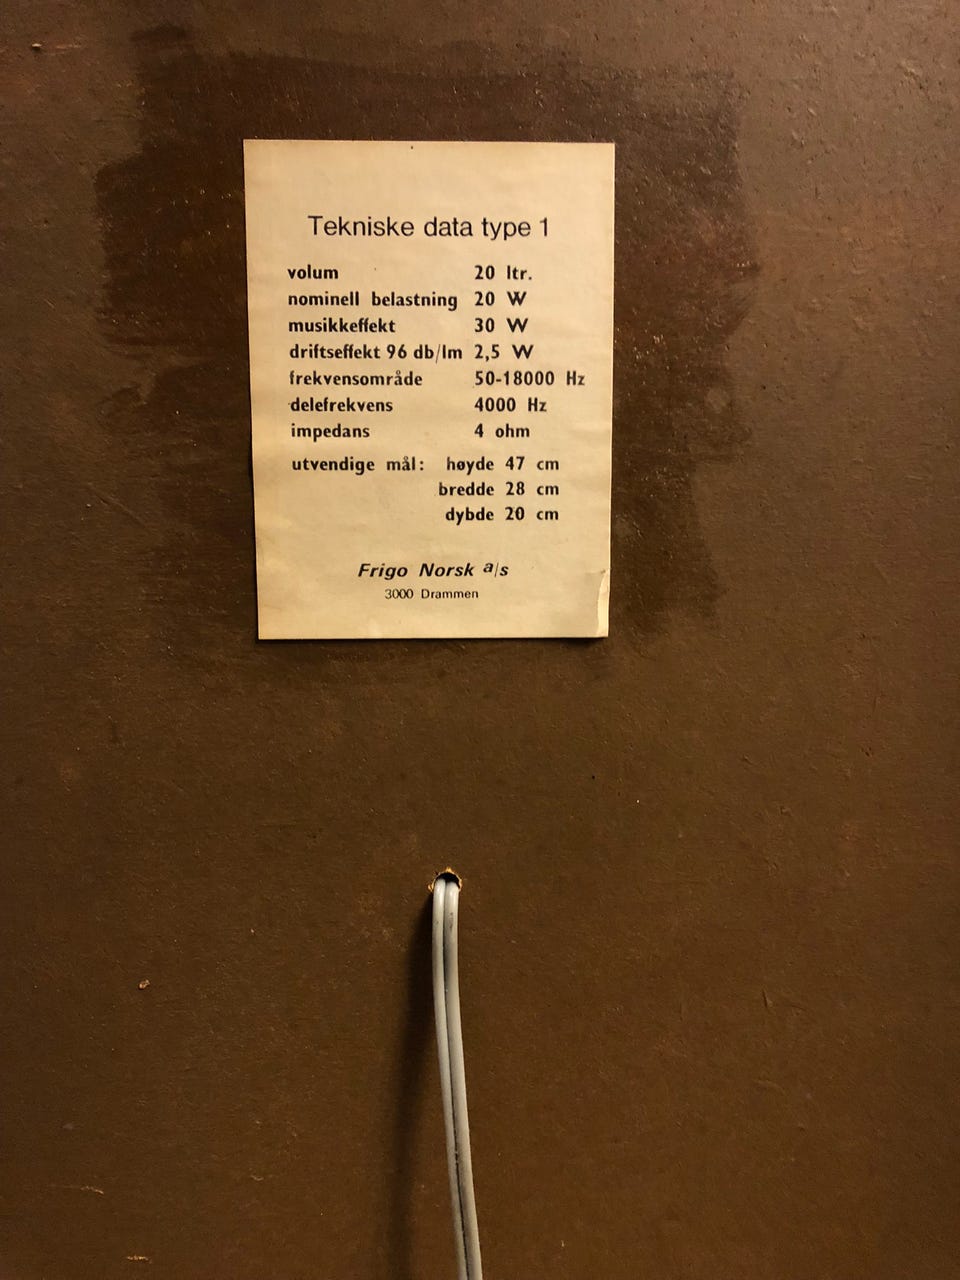 Tekniske data type 1
volum 20 ltr.
nominell belastning 20 W
musikkeffekt 30 W
driftseffekt 96 db/lm 2,5 W
frekvensområde 50-18000 Hz
delefrekvens 4000 Hz
impedans 4 ohm
utvendige mål: høyde 47 cm
bredde 28 cm
dybde 20 cm
Frigo Norsk a/s
3000 Drammen